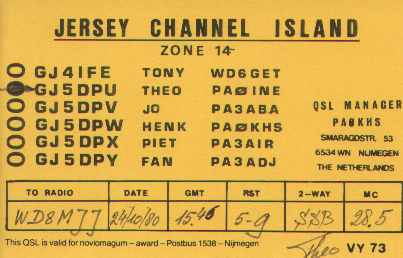 JERSEY CHANNEL ISLAND
ZONE 14
GJ4IFE TONY WD6GET
GJ5DPU THEO PAØINE
GJ5DPV JO PA3ABA
GJ5DPW HENK PAØKHS
GJ5DPX PIET PA3AIR
GJ5DPY FAN PA3ADJ
QSL MANAGER
PAØKHS
SMARAGDSTR. 53
6534 WN NIJMEGEN
THE NETHERLANDS
TO RADIO DATE GMT RST 2-WAY MC
WD8MJJ 24/10/80 15.46 5-9 SSB 28.5
This QSL is valid for noviomagum – award – Postbus 1538 – Nijmegen
Theo VY 73